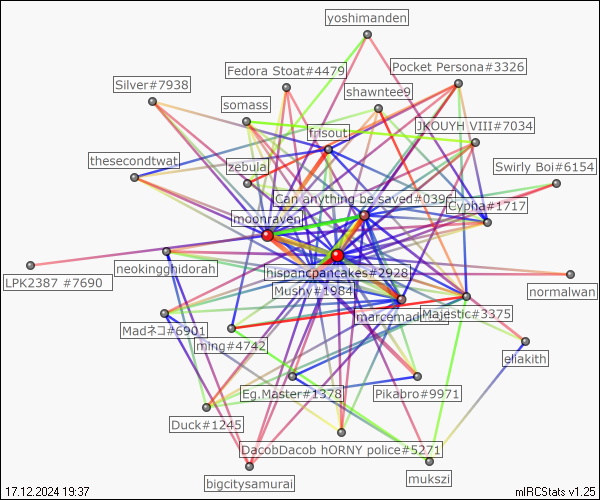 yoshimanden
Pocket Persona#3326
Fedora Stoat#4479
Silver#7938
shawntee9
somass
JKOUYH VIII#7034
frisout
thesecondtwat
zebula
Swirly Boi#6154
Can anything be saved#039
Cypha#1717
moonraven
neokingghidorah
hispancpancakes#2928
LPK2387 #7690
normalwan
Mushy#1984
marcemad
Majestic#3375
Madネコ#6901
ming#4742
ellakith
Eg.Master#1378
Pikabro#9971
Duck#1245
DacobDacob hORNY police#5271
mukszi
bigcitysamurai
17.12.2024 19:37
mIRCStats v1.25